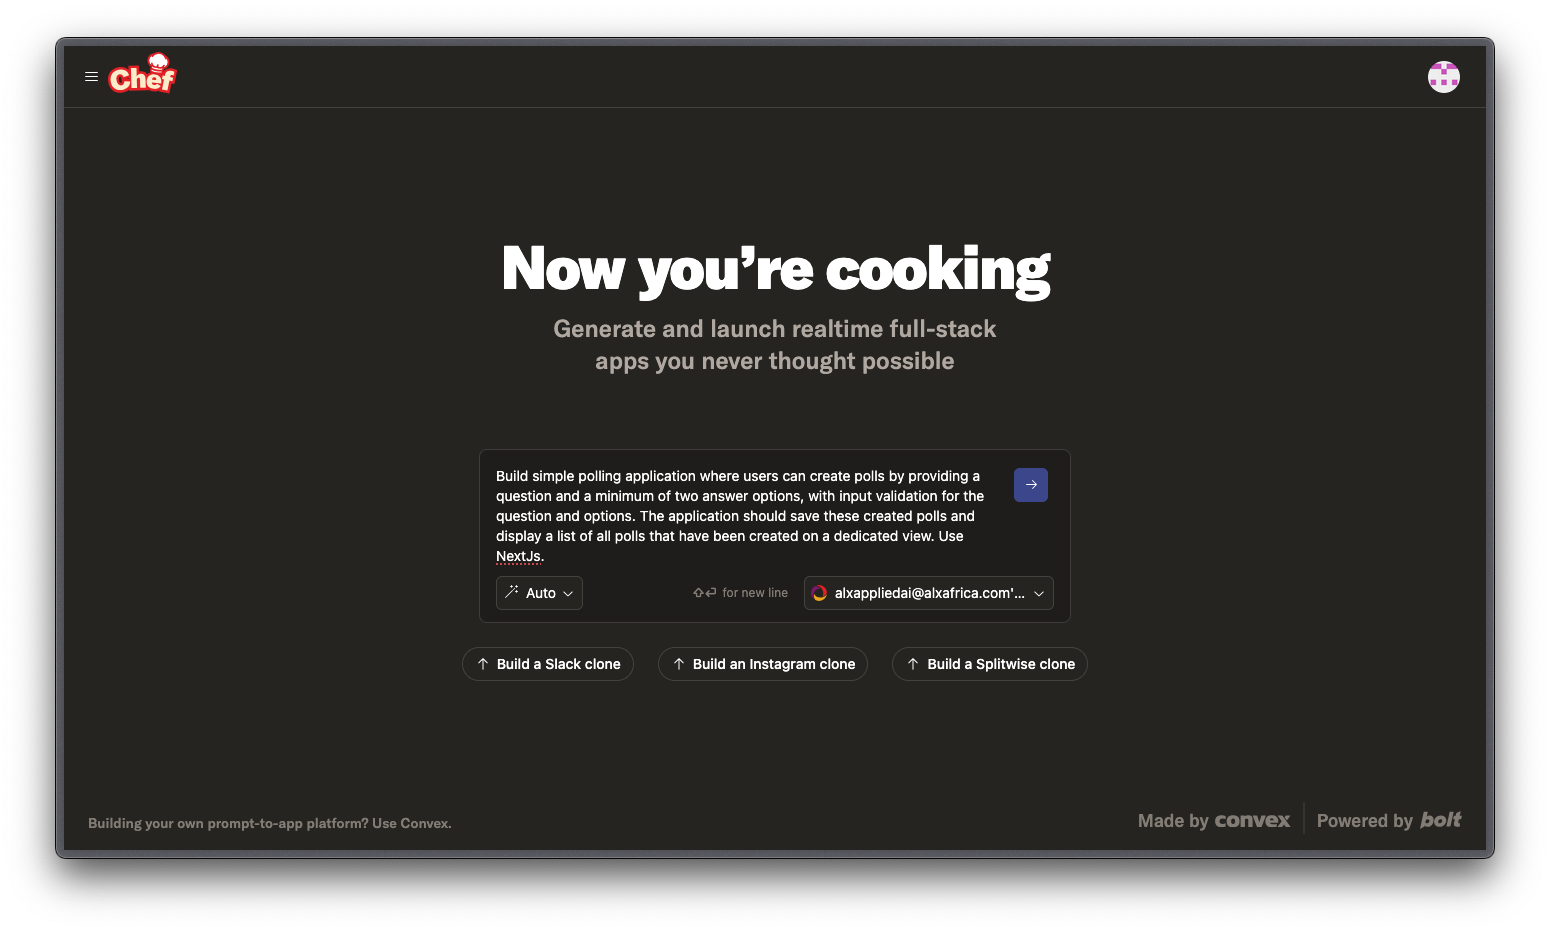 Chef
Now you’re cooking
Generate and launch realtime full-stack
apps you never thought possible
Build simple polling application where users can create polls by providing a
question and a minimum of two answer options, with input validation for the
question and options. The application should save these created polls and
display a list of all polls that have been created on a dedicated view. Use
NextJs.
Auto
for new line
alxappliedai@alxafrica.com'...
Build a Slack clone
Build an Instagram clone
Build a Splitwise clone
Building your own prompt-to-app platform? Use Convex.
Made by convex
Powered by bolt